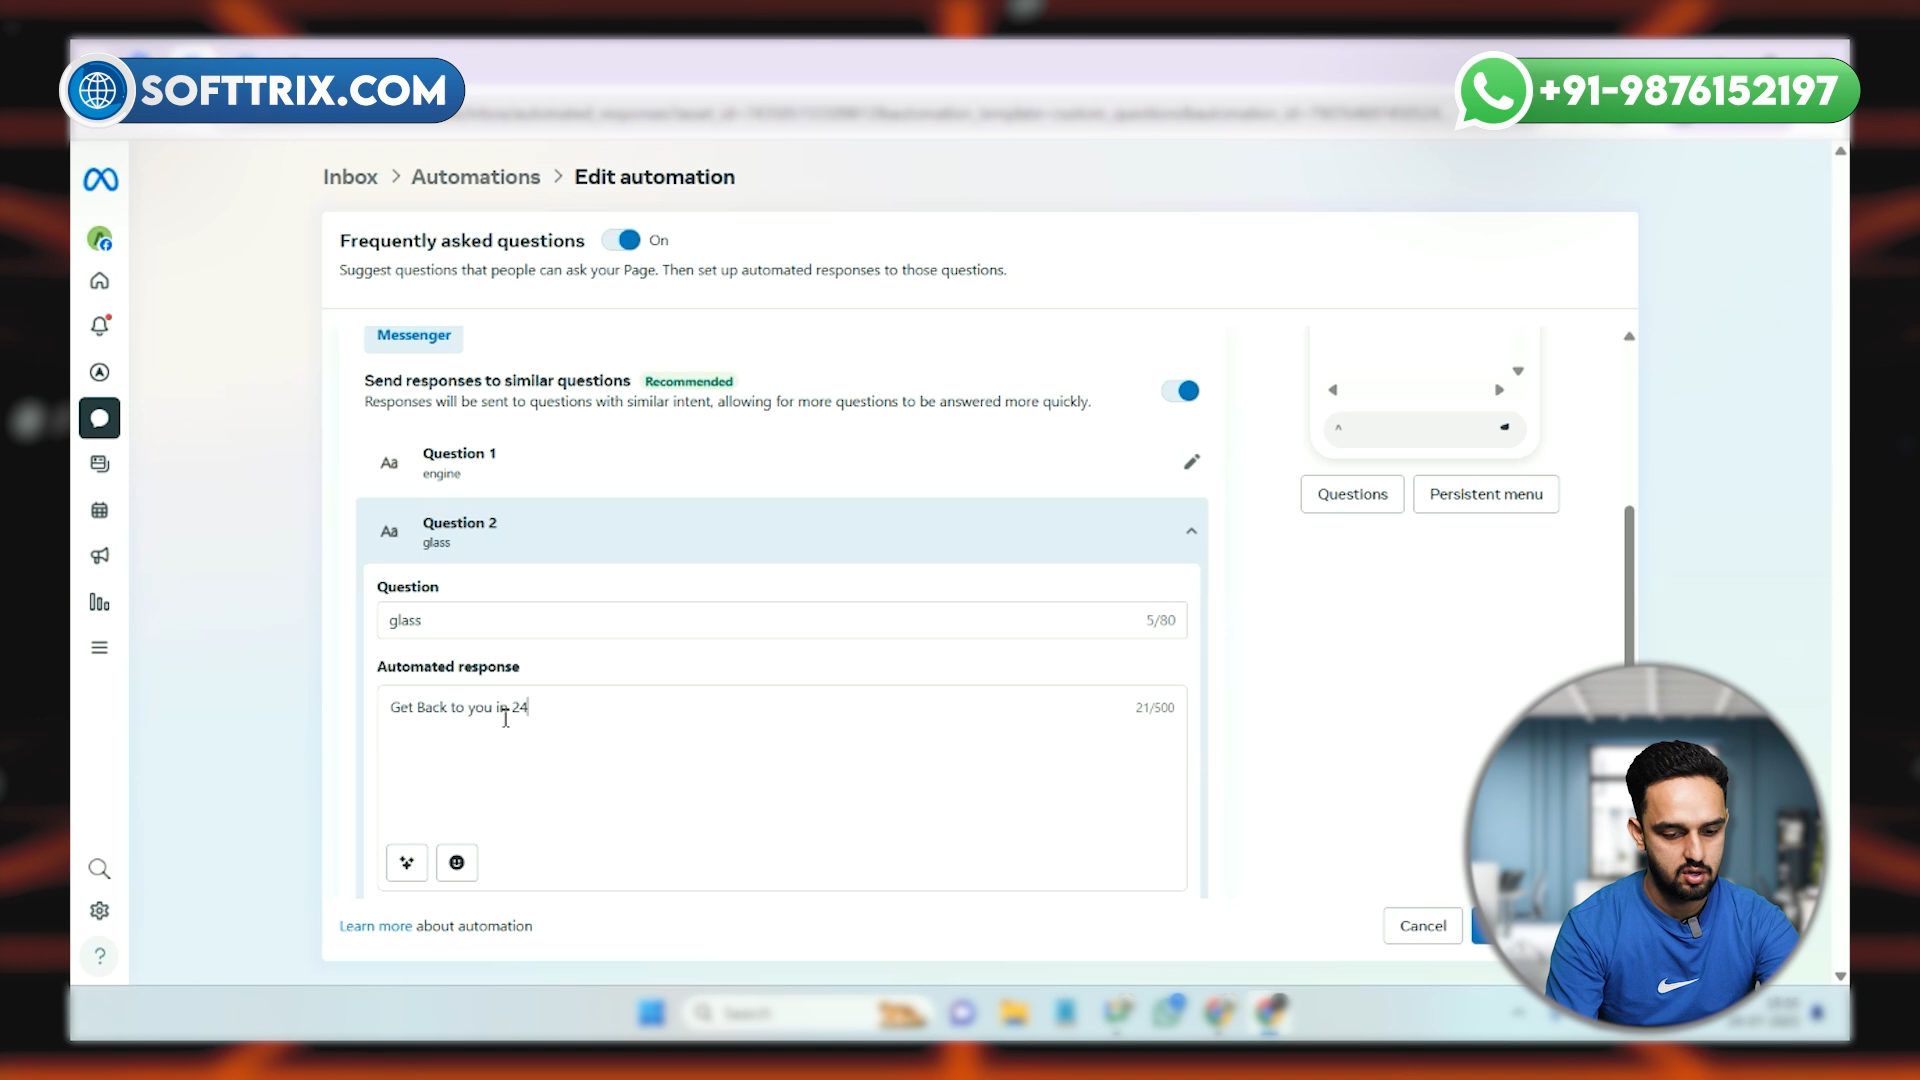 SOFTTRIX.COM
+91-9876152197
Inbox > Automations > Edit automation
Frequently asked questions On
Suggest questions that people can ask your Page. Then set up automated responses to those questions.
Messenger
Send responses to similar questions Recommended
Responses will be sent to questions with similar intent, allowing for more questions to be answered more quickly.
Aa Question 1
engine
Questions Persistent menu
Aa Question 2
glass
Question
glass 5/80
Automated response
Get Back to you in 24 21/500
Learn more about automation
Cancel
Search